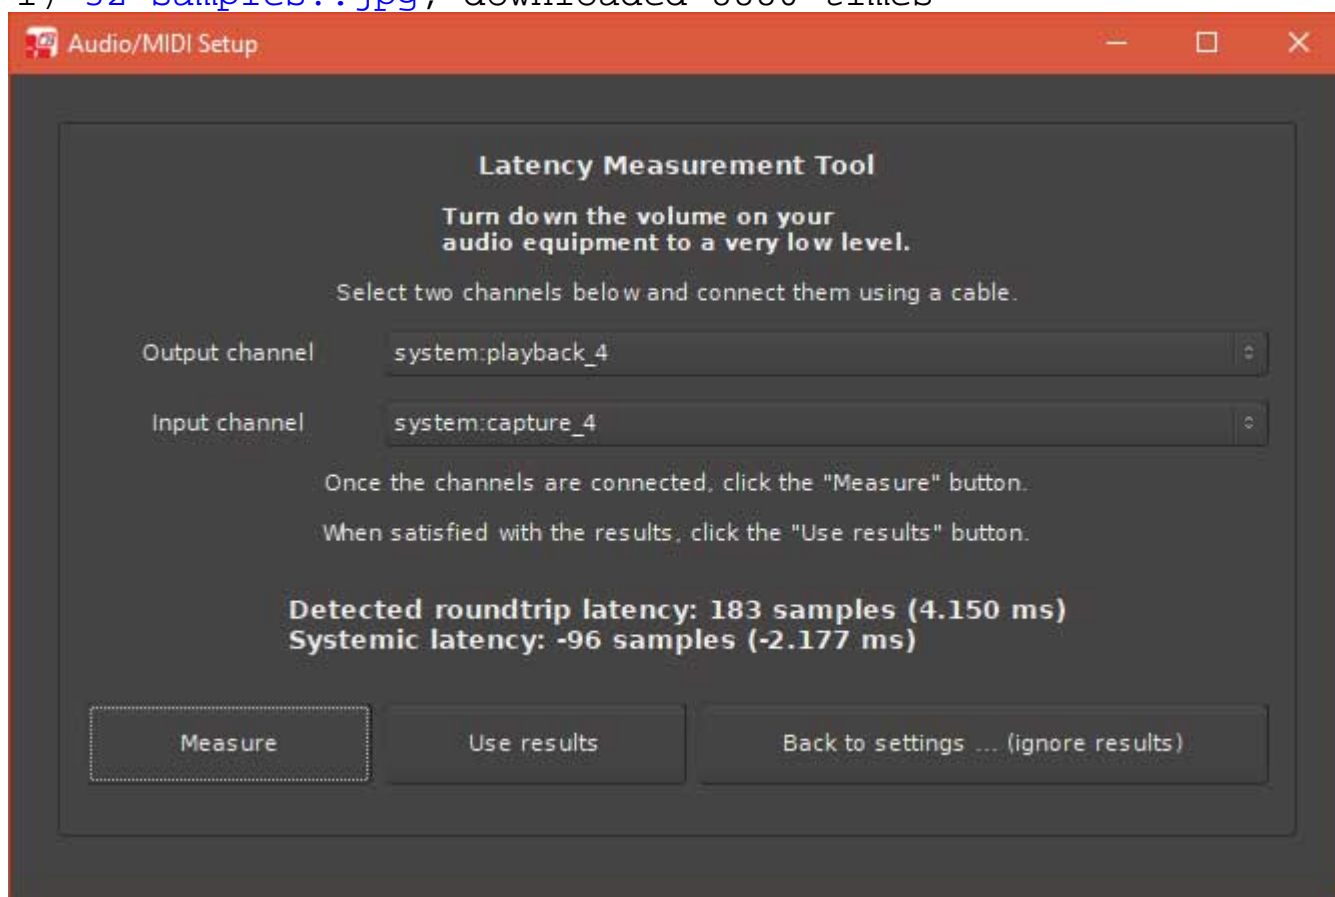 Audio/MIDI Setup
Latency Measurement Tool
Turn down the volume on your
audio equipment to a very low level.
Select two channels below and connect them using a cable.
Output channel system:playback_4
Input channel system:capture_4
Once the channels are connected, click the "Measure" button.
When satisfied with the results, click the "Use results" button.
Detected roundtrip latency: 183 samples (4.150 ms)
Systemic latency: -96 samples (-2.177 ms)
Measure Use results Back to settings ... (ignore results)